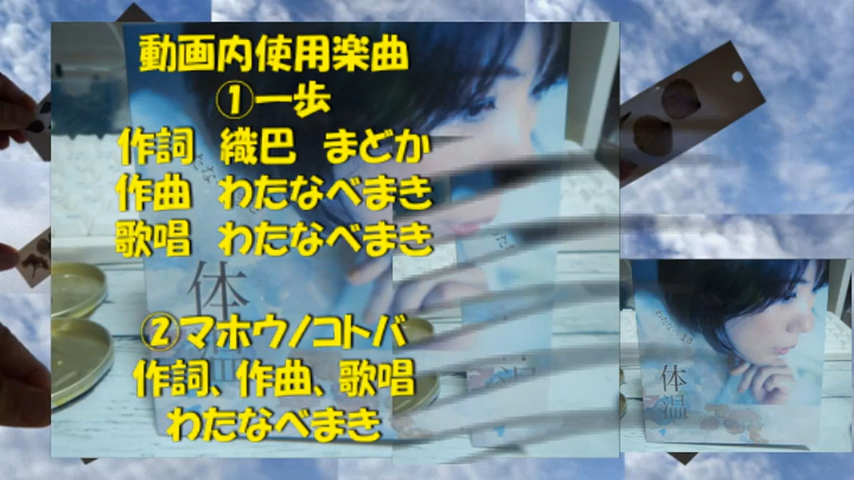 動画内使用楽曲
①一歩
作詞 織巴 まどか
作曲 わたなべまき
歌唱 わたなべまき
②マホウノコトバ
作詞、作曲、歌唱
わたなべまき
体温